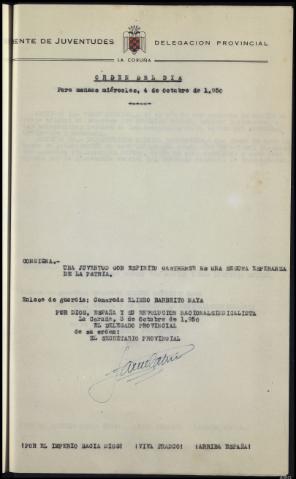 ENTE DE JUVENTUDES DELEGACION PROVINCIAL
LA CORUÑA
ORDEN DEL DIA
Para manana miércoles, 4 de octubre de 1,950
CONSIGNA.-
UNA JUVENTUD CON ESPIRITU CASTRENSE ES UNA SEGURA ESPERANZA
DE LA PATRIA.
Enlace de guardia: Camarada ELISEO BARREIRO MAYA
POR DIOS, ESPAÑA Y SU REVOLUCION NACIONALSINDICALISTA
La Coruña, 3 de octubre de 1,950
EL DELEGADO PROVINCIAL
de su orden:
EL SECRETARIO PROVINCIAL
¡POR EL IMPERIO HACIA DIOS! ¡VIVA FRANCO! ¡ARRIBA ESPAÑA!